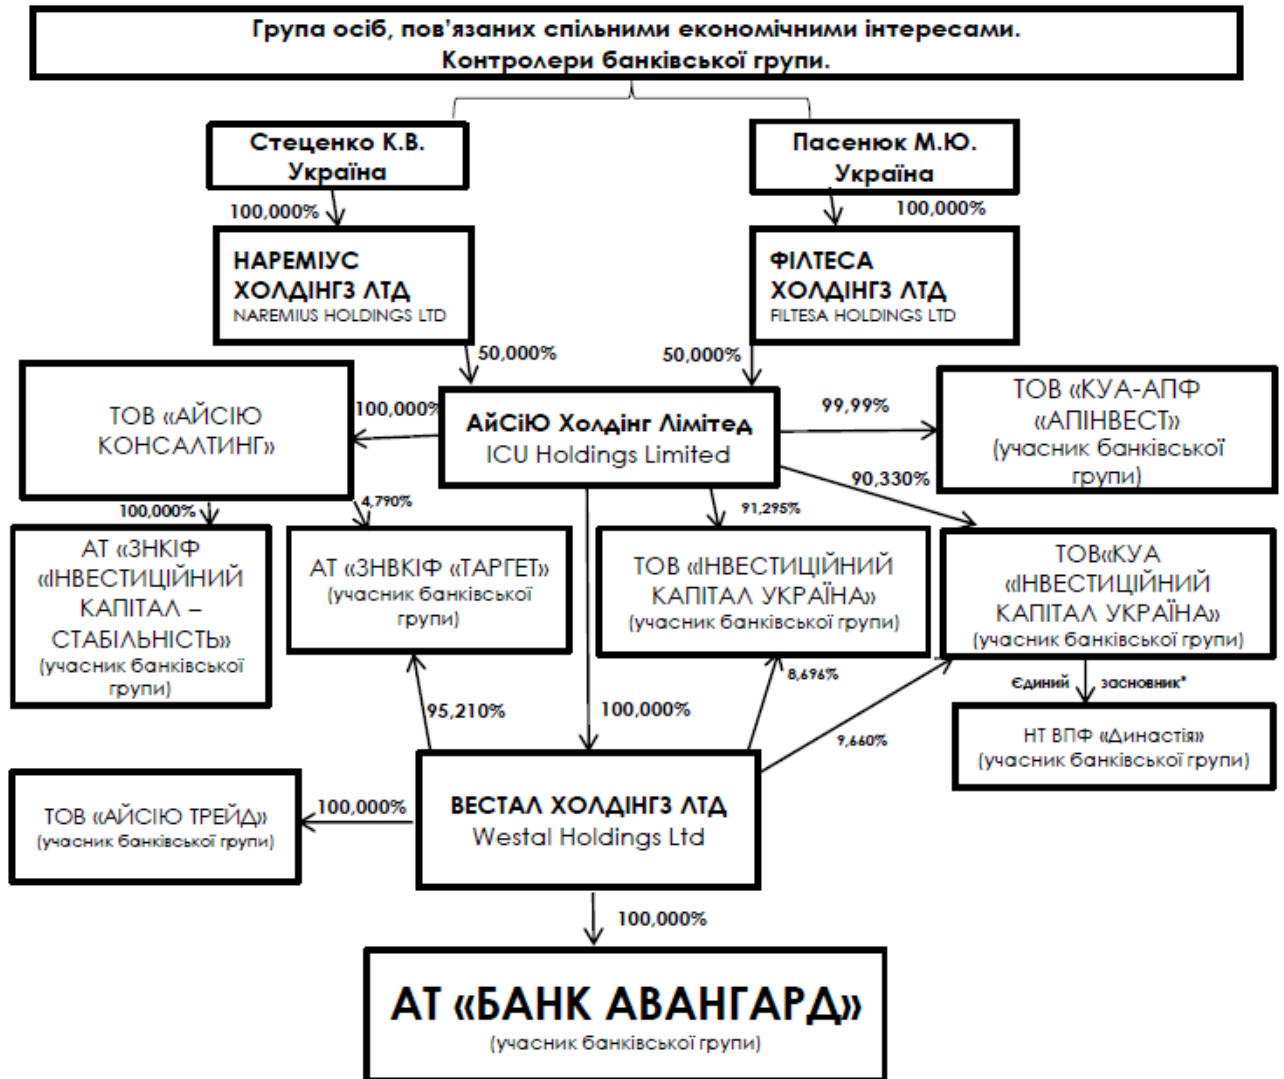 Група осіб, пов’язаних спільними економічними інтересами.
Контролери банківської групи.
Стеценко К.В.
Україна
Пасенюк М.Ю.
Україна
100,000%
100,000%
НАРЕМІУС
ХОЛДІНГЗ ЛТД
NAREMIUS HOLDINGS LTD
ФІЛТЕСА
ХОЛДІНГЗ ЛТД
FILTESA HOLDINGS LTD
50,000%
50,000%
ТОВ «АЙСІЮ
КОНСАЛТИНГ»
100,000%
АйСіЮ Холдінг Лімітед
ICU Holdings Limited
99,99%
ТОВ «КУА-АПФ
«АПІНВЕСТ»
(учасник банківської
групи)
90,330%
100,000%
4,790%
91,295%
АТ «ЗНКІФ
«ІНВЕСТИЦІЙНИЙ
КАПІТАЛ –
СТАБІЛЬНІСТЬ»
(учасник банківської
групи)
АТ «ЗНВКІФ «ТАРГЕТ»
(учасник банківської
групи)
ТОВ «ІНВЕСТИЦІЙНИЙ
КАПІТАЛ УКРАЇНА»
(учасник банківської групи)
ТОВ«КУА
«ІНВЕСТИЦІЙНИЙ
КАПІТАЛ УКРАЇНА»
(учасник банківської групи)
95,210%
100,000%
8,696%
9,660%
Єдиний засновник*
НТ ВПФ «Династія»
(учасник банківської групи)
ТОВ «АЙСІЮ ТРЕЙД»
(учасник банківської групи)
100,000%
ВЕСТАЛ ХОЛДІНГЗ ЛТД
Westal Holdings Ltd
100,000%
АТ «БАНК АВАНГАРД»
(учасник банківської групи)